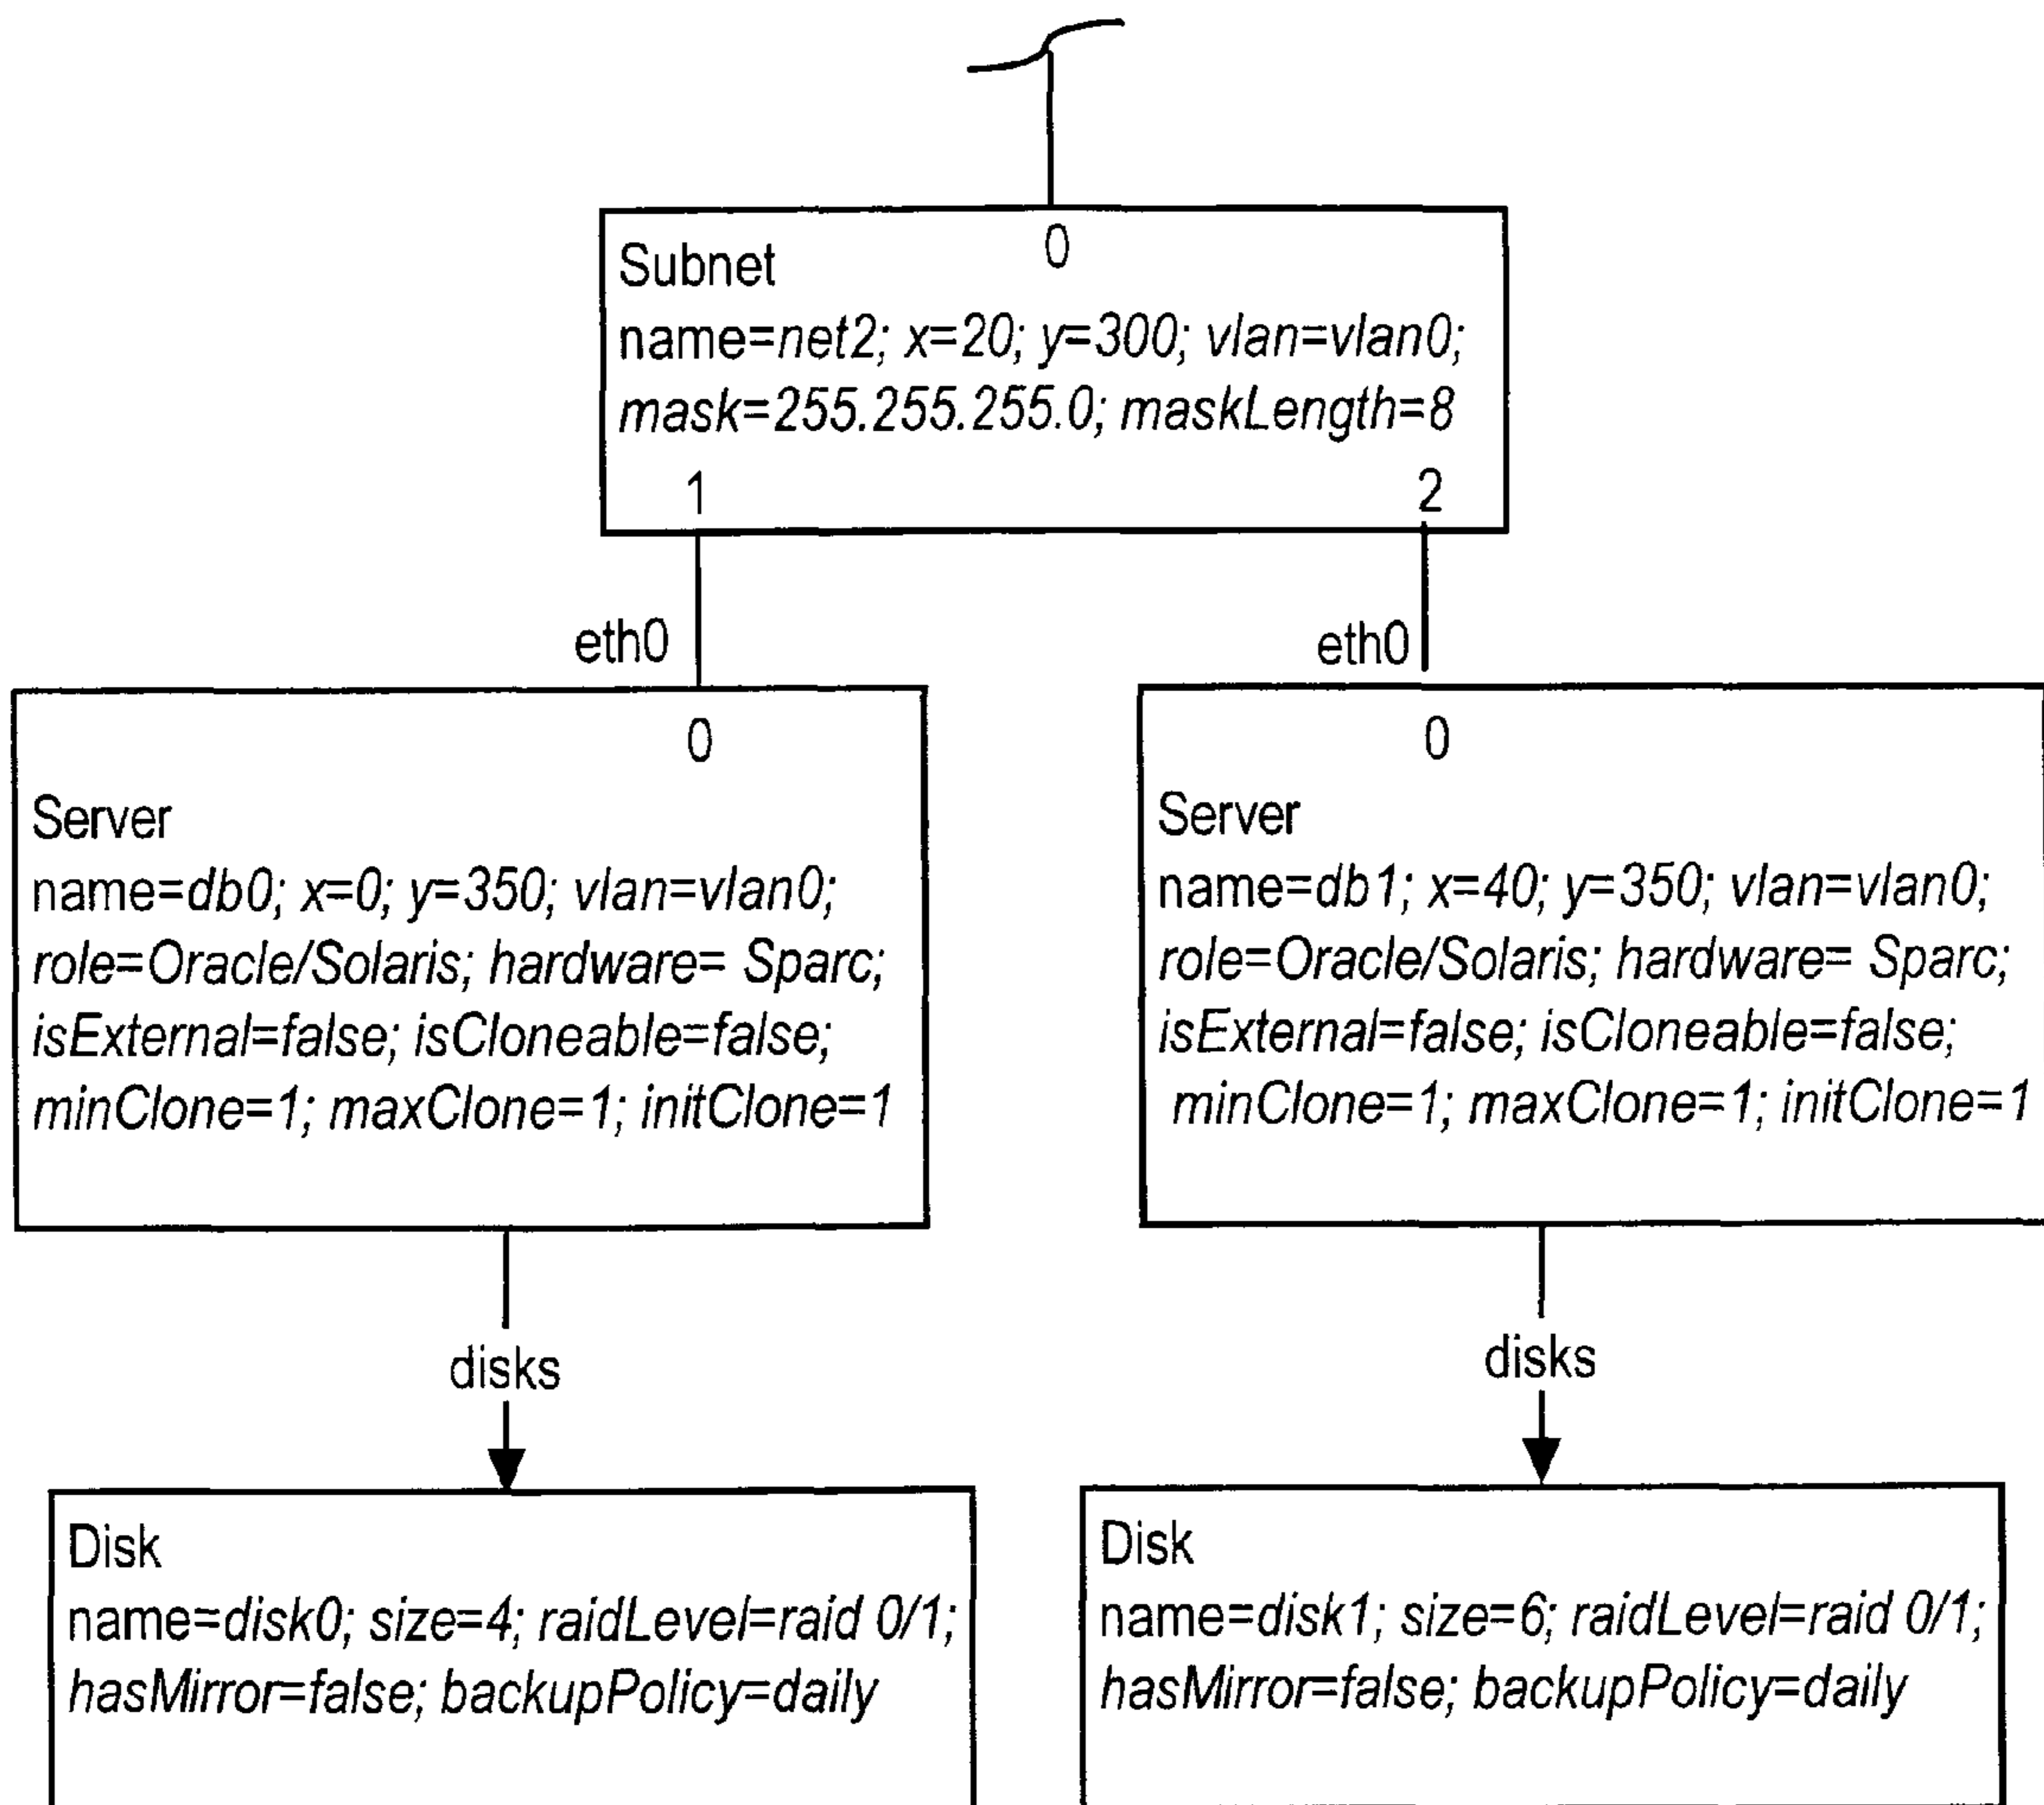 0
Subnet
name=net2; x=20; y=300; vlan=vlan0;
mask=255.255.255.0; maskLength=8
1
2
eth0
eth0
0
Server
name=db0; x=0; y=350; vlan=vlan0;
role=Oracle/Solaris; hardware= Sparc;
isExternal=false; isCloneable=false;
minClone=1; maxClone=1; initClone=1
0
Server
name=db1; x=40; y=350; vlan=vlan0;
role=Oracle/Solaris; hardware= Sparc;
isExternal=false; isCloneable=false;
minClone=1; maxClone=1; initClone=1
disks
disks
Disk
name=disk0; size=4; raidLevel=raid 0/1;
hasMirror=false; backupPolicy=daily
Disk
name=disk1; size=6; raidLevel=raid 0/1;
hasMirror=false; backupPolicy=daily